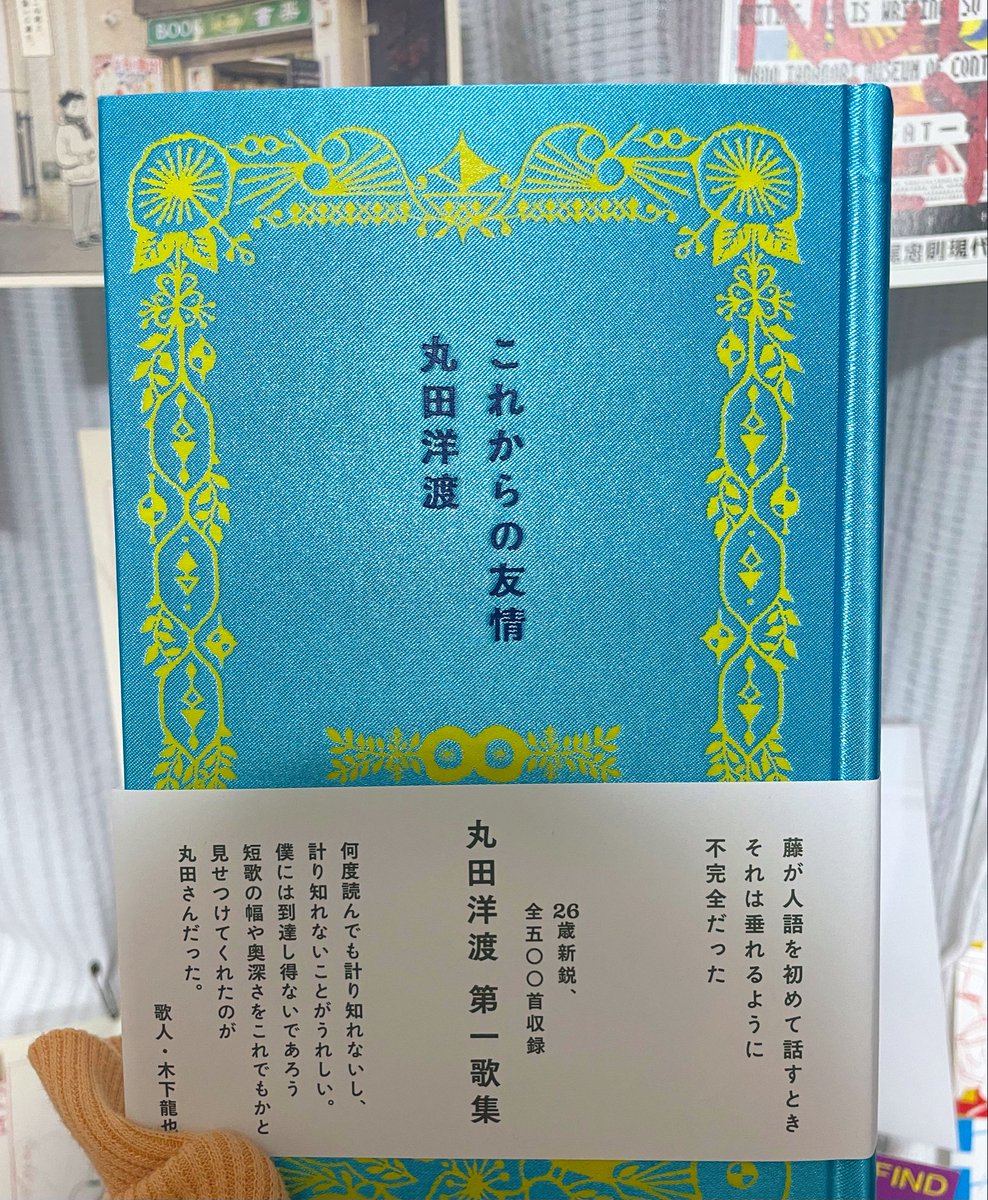 これからの友情
丸田洋渡
藤が人語を初めて話すとき
それは垂れるように
不完全だった
26歳新鋭、
全五〇〇首収録
丸田洋渡 第一歌集
何度読んでも計り知れないし、
計り知れないことがうれしい。
僕には到達し得ないであろう
短歌の幅や奥深さをこれでもかと
見せつけてくれたのが
丸田さんだった。
歌人・木下龍也
BOOK
書楽
FIND